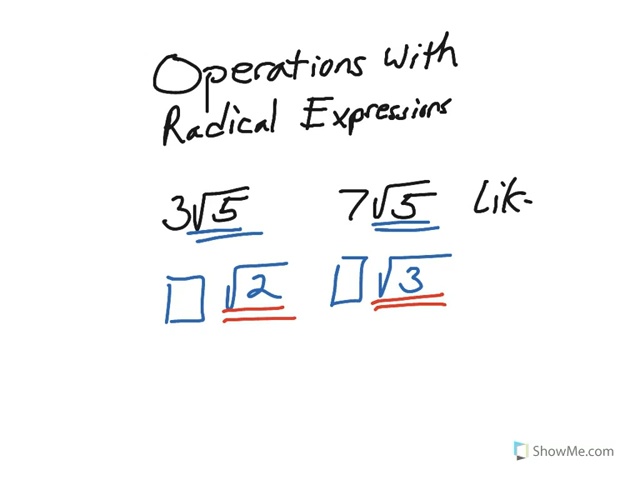 Operations with
Radical Expressions
3√5 7√5 Lik
□ √2 □ √3
ShowMe.com